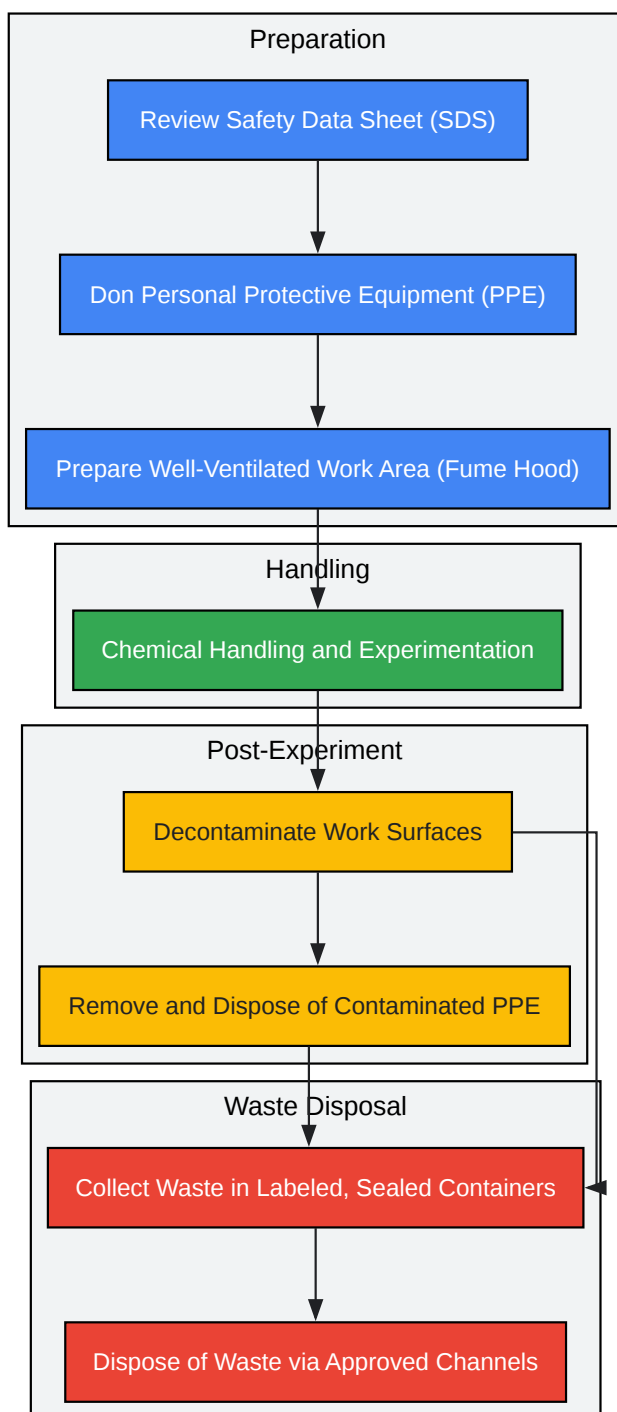 Preparation
Review Safety Data Sheet (SDS)
Don Personal Protective Equipment (PPE)
Prepare Well-Ventilated Work Area (Fume Hood)
Handling
Chemical Handling and Experimentation
Post-Experiment
Decontaminate Work Surfaces
Remove and Dispose of Contaminated PPE
Waste Disposal
Collect Waste in Labeled, Sealed Containers
Dispose of Waste via Approved Channels